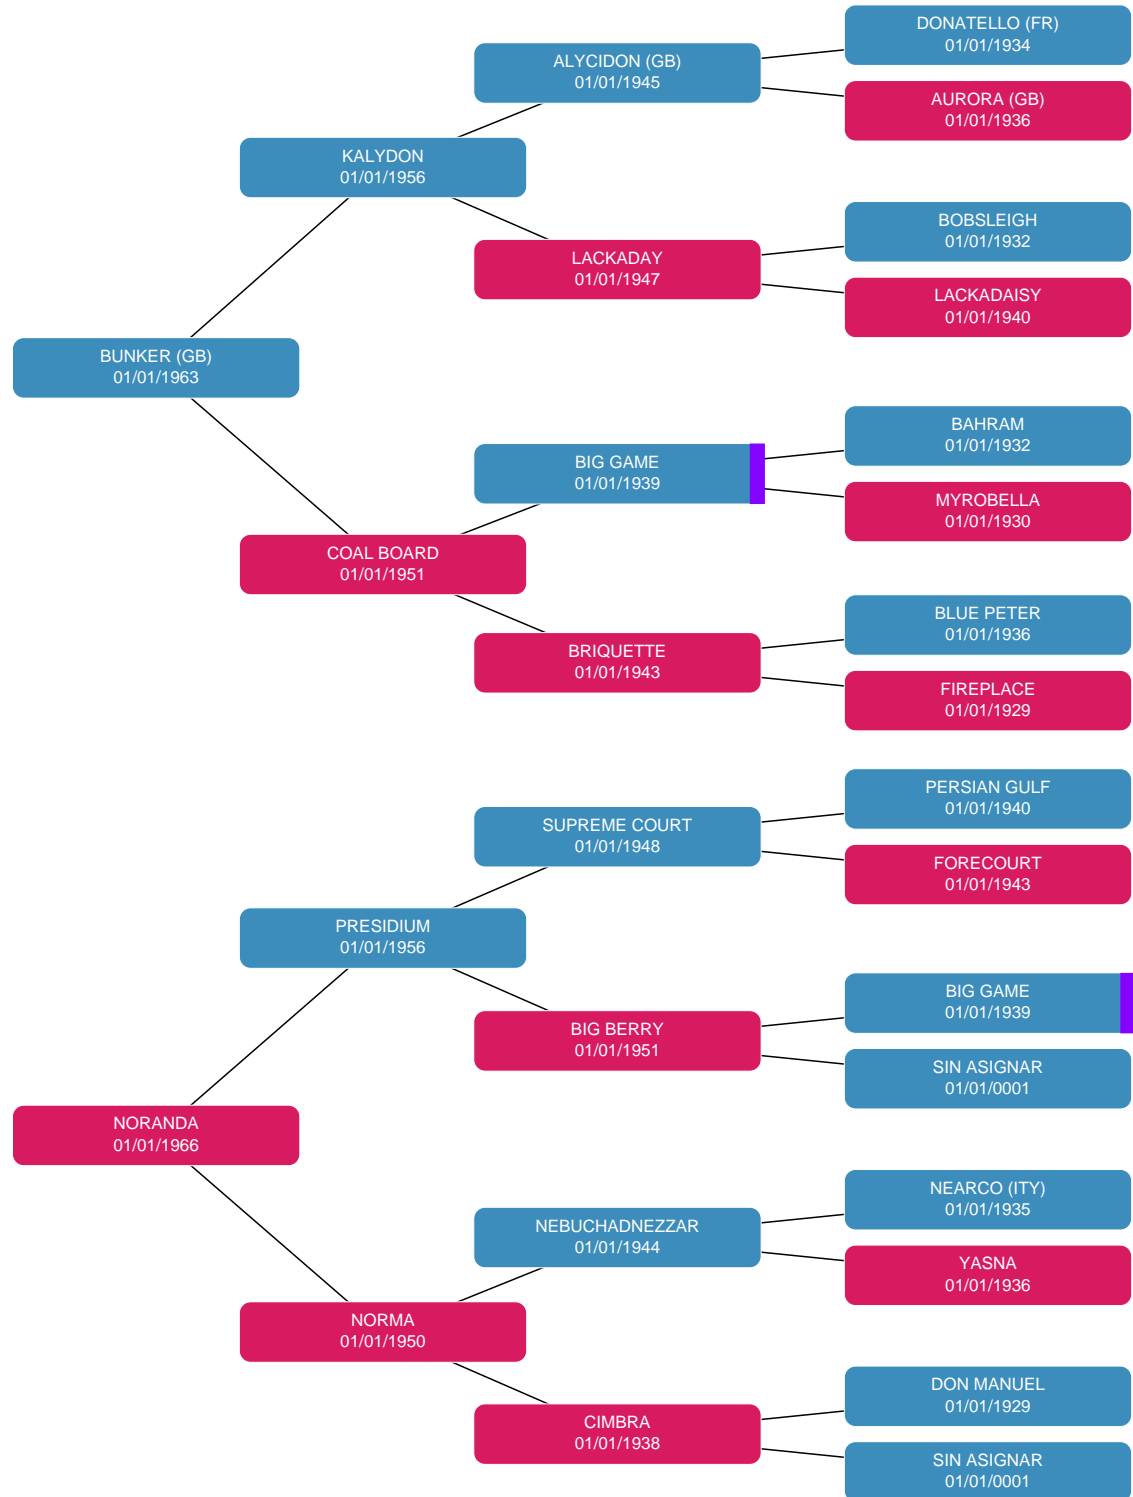 DONATELLO (FR)
01/01/1934
ALYCIDON (GB)
01/01/1945
AURORA (GB)
01/01/1936
KALYDON
01/01/1956
BOBSLEIGH
01/01/1932
LACKADAY
01/01/1947
LACKADAISY
01/01/1940
BUNKER (GB)
01/01/1963
BAHRAM
01/01/1932
BIG GAME
01/01/1939
MYROBELLA
01/01/1930
COAL BOARD
01/01/1951
BLUE PETER
01/01/1936
BRIQUETTE
01/01/1943
FIREPLACE
01/01/1929
PERSIAN GULF
01/01/1940
SUPREME COURT
01/01/1948
FORECOURT
01/01/1943
PRESIDIUM
01/01/1956
BIG GAME
01/01/1939
BIG BERRY
01/01/1951
SIN ASIGNAR
01/01/0001
NORANDA
01/01/1966
NEARCO (ITY)
01/01/1935
NEBUCHADNEZZAR
01/01/1944
YASNA
01/01/1936
NORMA
01/01/1950
DON MANUEL
01/01/1929
CIMBRA
01/01/1938
SIN ASIGNAR
01/01/0001